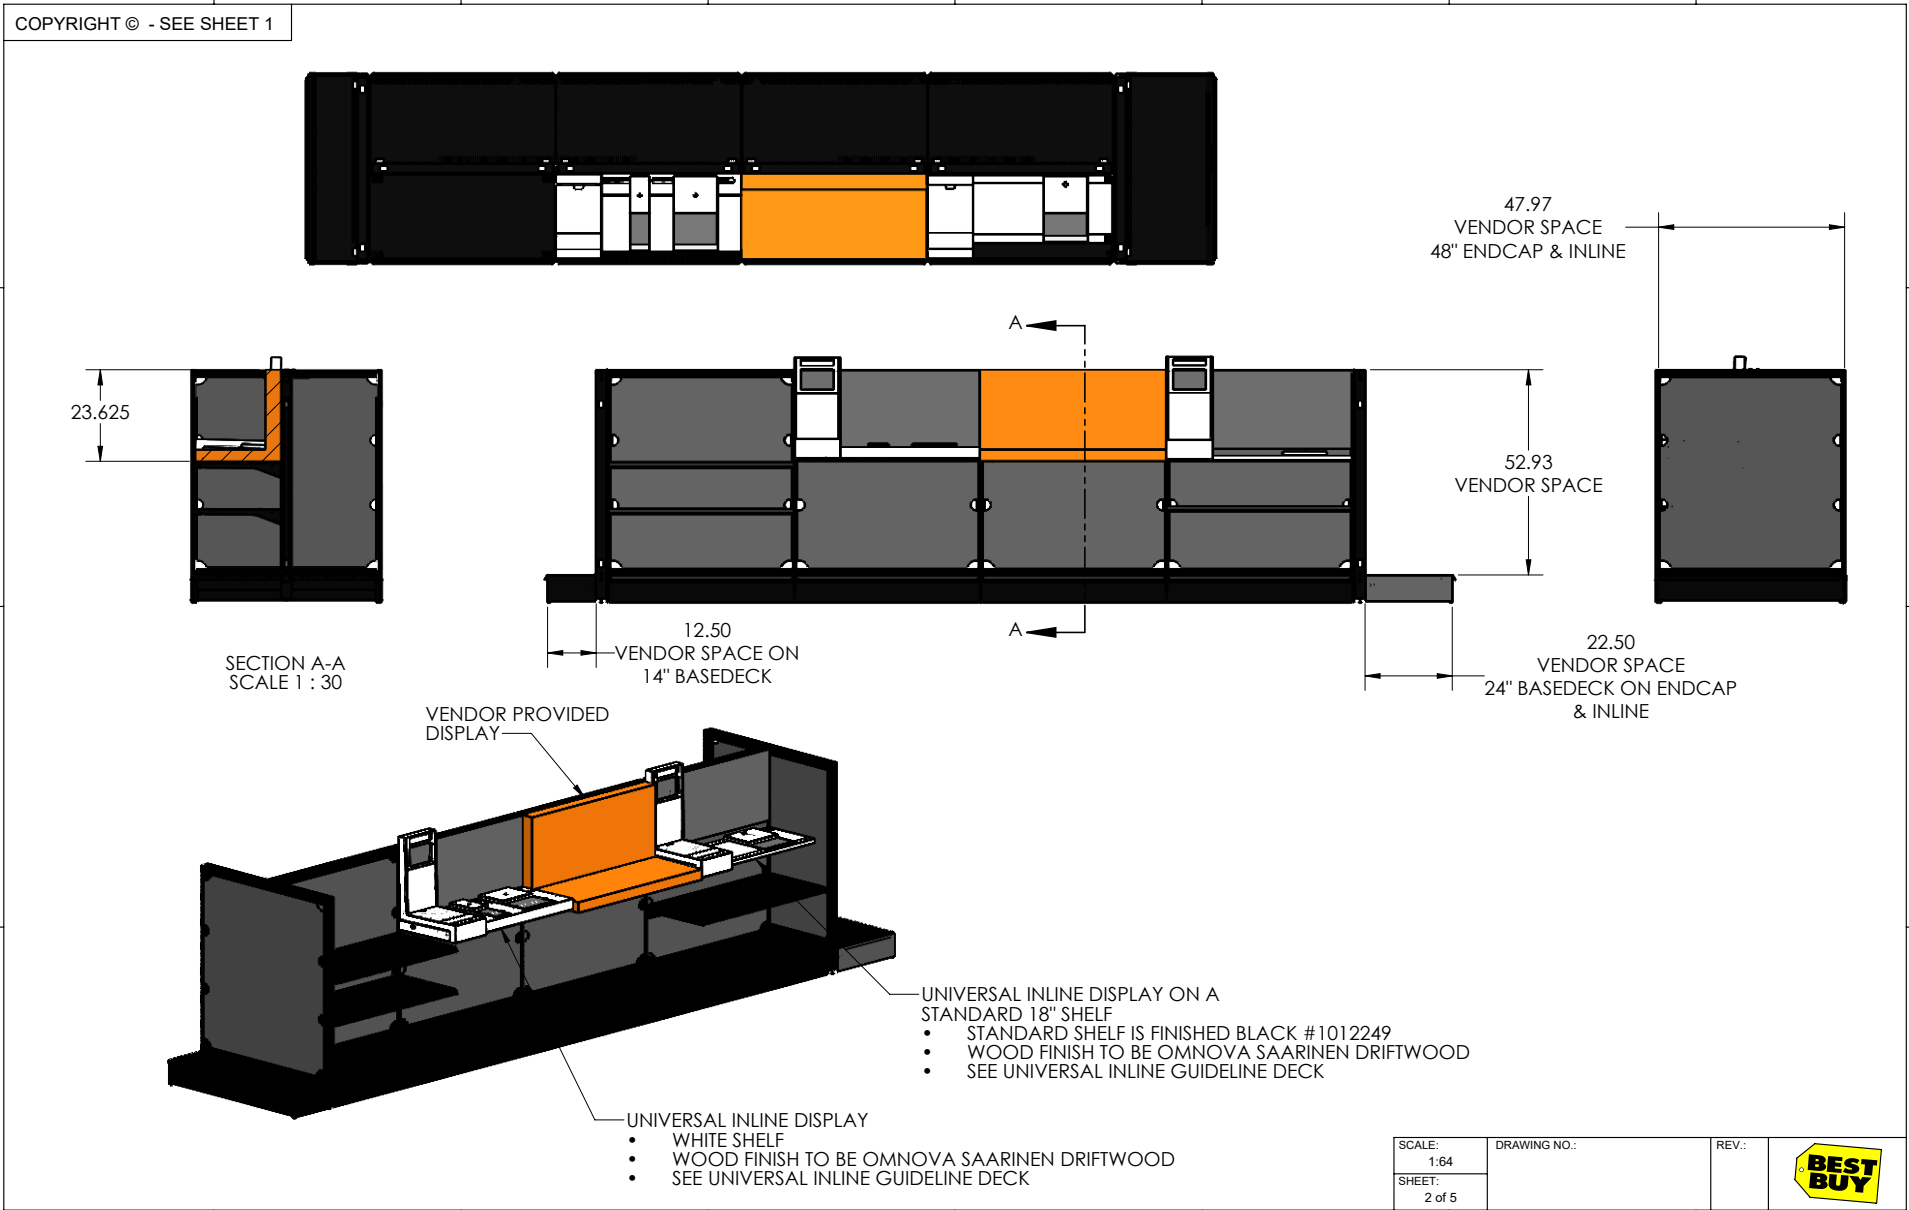 COPYRIGHT © - SEE SHEET 1
47.97
VENDOR SPACE
48" ENDCAP & INLINE
A
23.625
52.93
VENDOR SPACE
A
12.50
VENDOR SPACE ON
14" BASEDECK
SECTION A-A
SCALE 1 : 30
22.50
VENDOR SPACE
24" BASEDECK ON ENDCAP
& INLINE
VENDOR PROVIDED
DISPLAY
UNIVERSAL INLINE DISPLAY ON A
STANDARD 18" SHELF
• STANDARD SHELF IS FINISHED BLACK #1012249
• WOOD FINISH TO BE OMNOVA SAARINEN DRIFTWOOD
• SEE UNIVERSAL INLINE GUIDELINE DECK
UNIVERSAL INLINE DISPLAY
• WHITE SHELF
• WOOD FINISH TO BE OMNOVA SAARINEN DRIFTWOOD
• SEE UNIVERSAL INLINE GUIDELINE DECK
SCALE:
1:64
SHEET:
2 of 5
DRAWING NO.:
REV.:
BEST
BUY